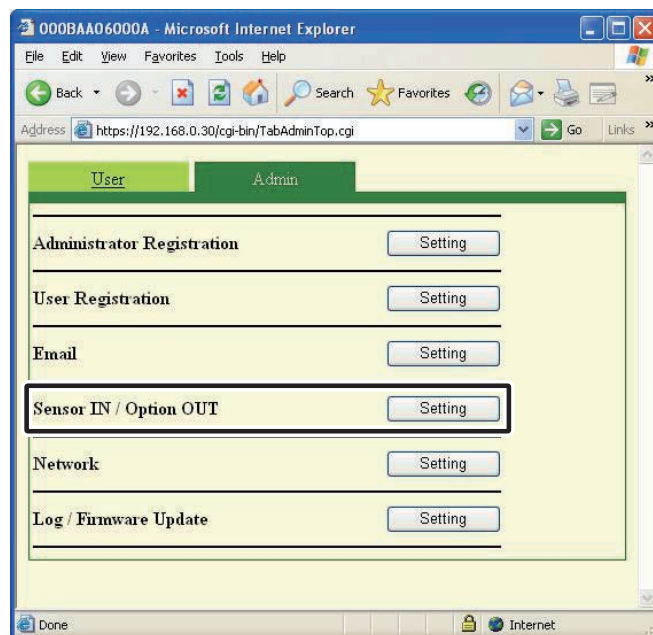 000BAA06000A - Microsoft Internet Explorer
File Edit View Favorites Tools Help
Back Search Favorites
Address https://192.168.0.30/cgi-bin/TabAdminTop.cgi Go Links
User Admin
Administrator Registration Setting
User Registration Setting
Email Setting
Sensor IN / Option OUT Setting
Network Setting
Log / Firmware Update Setting
Done Internet